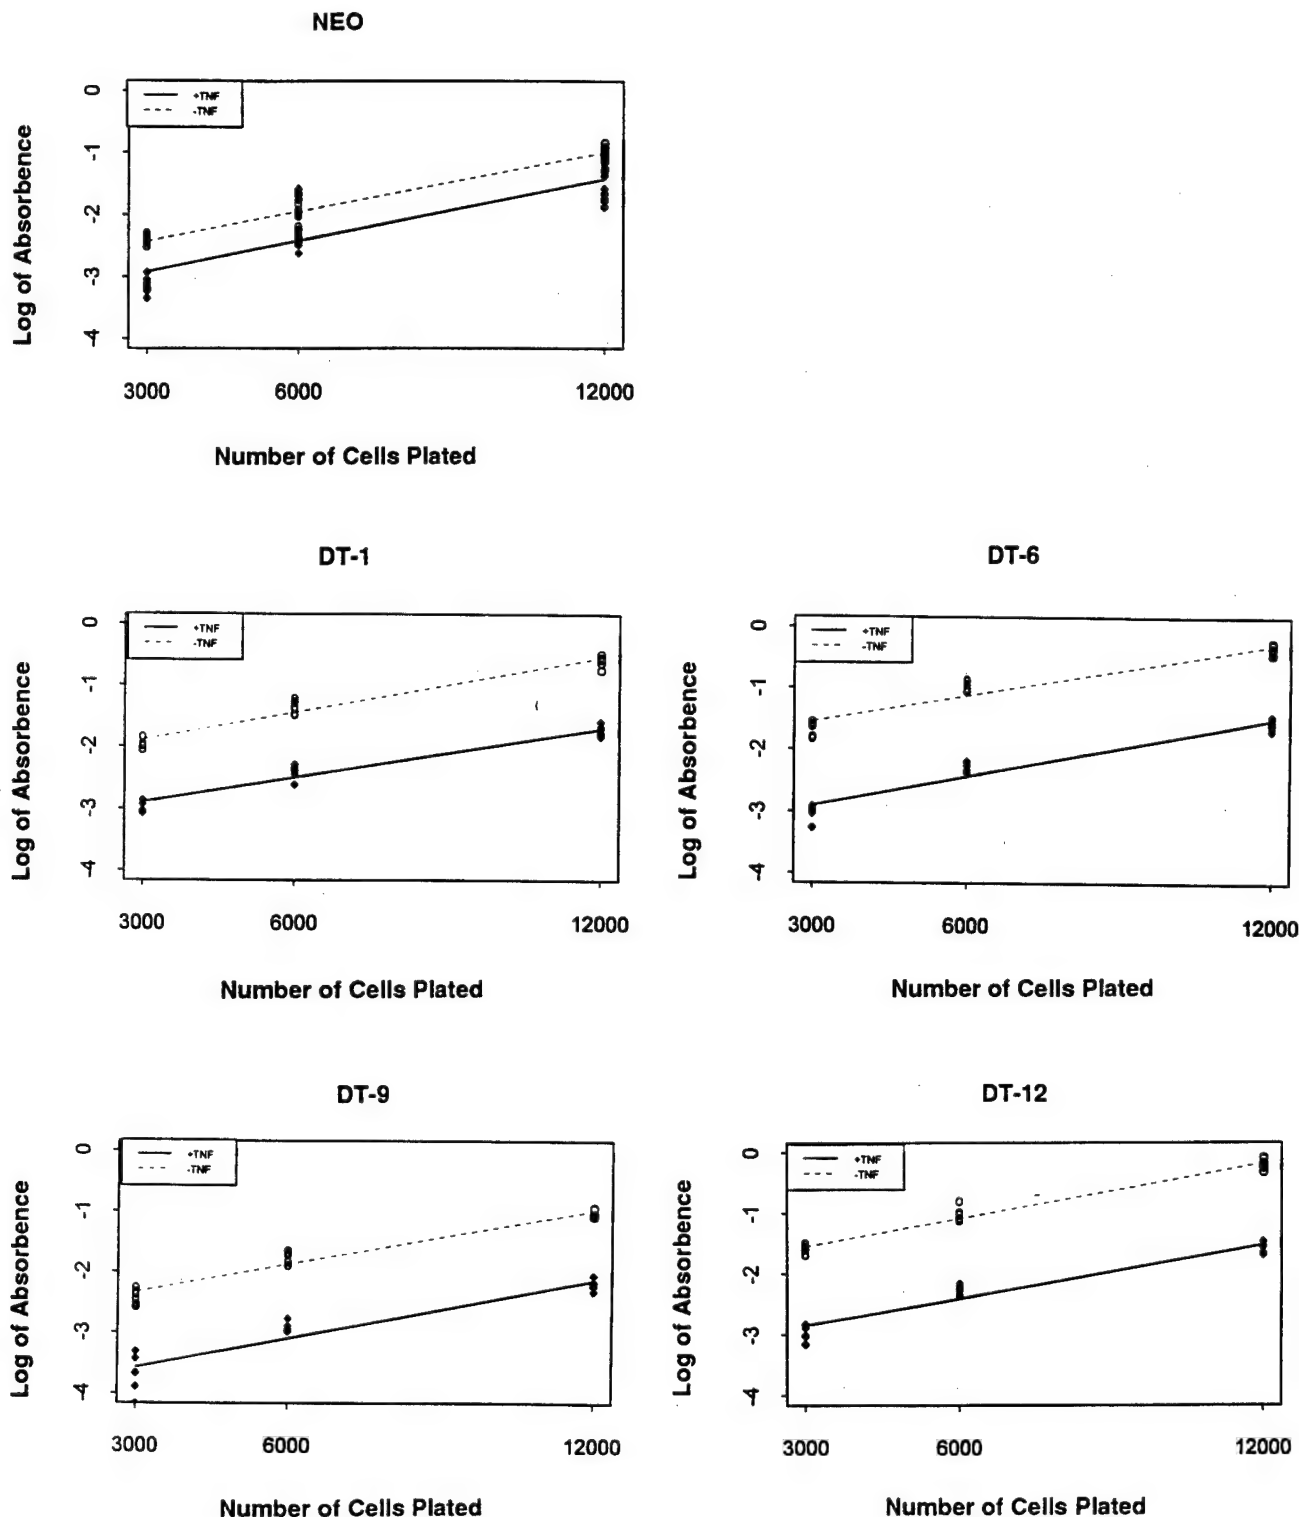 NEO
+TNF
-TNF
Log of Absorbence
0
-1
-2
-3
-4
3000 6000 12000
Number of Cells Plated
DT-1
+TNF
-TNF
Log of Absorbence
0
-1
-2
-3
-4
3000 6000 12000
Number of Cells Plated
DT-6
+TNF
-TNF
Log of Absorbence
0
-1
-2
-3
-4
3000 6000 12000
Number of Cells Plated
DT-9
+TNF
-TNF
Log of Absorbence
0
-1
-2
-3
-4
3000 6000 12000
Number of Cells Plated
DT-12
+TNF
-TNF
Log of Absorbence
0
-1
-2
-3
-4
3000 6000 12000
Number of Cells Plated